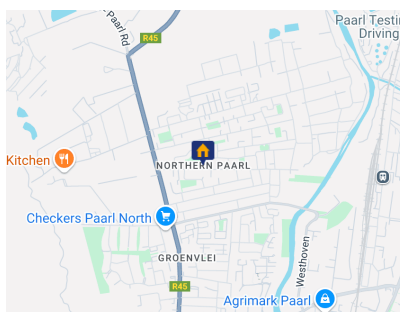 Paarl Testin
Driving
Paarl Rd
R45
Kitchen
NORTHERN PAARL
Checkers Paarl North
GROENVLEI
Westhoven
R45
Agrimark Paarl